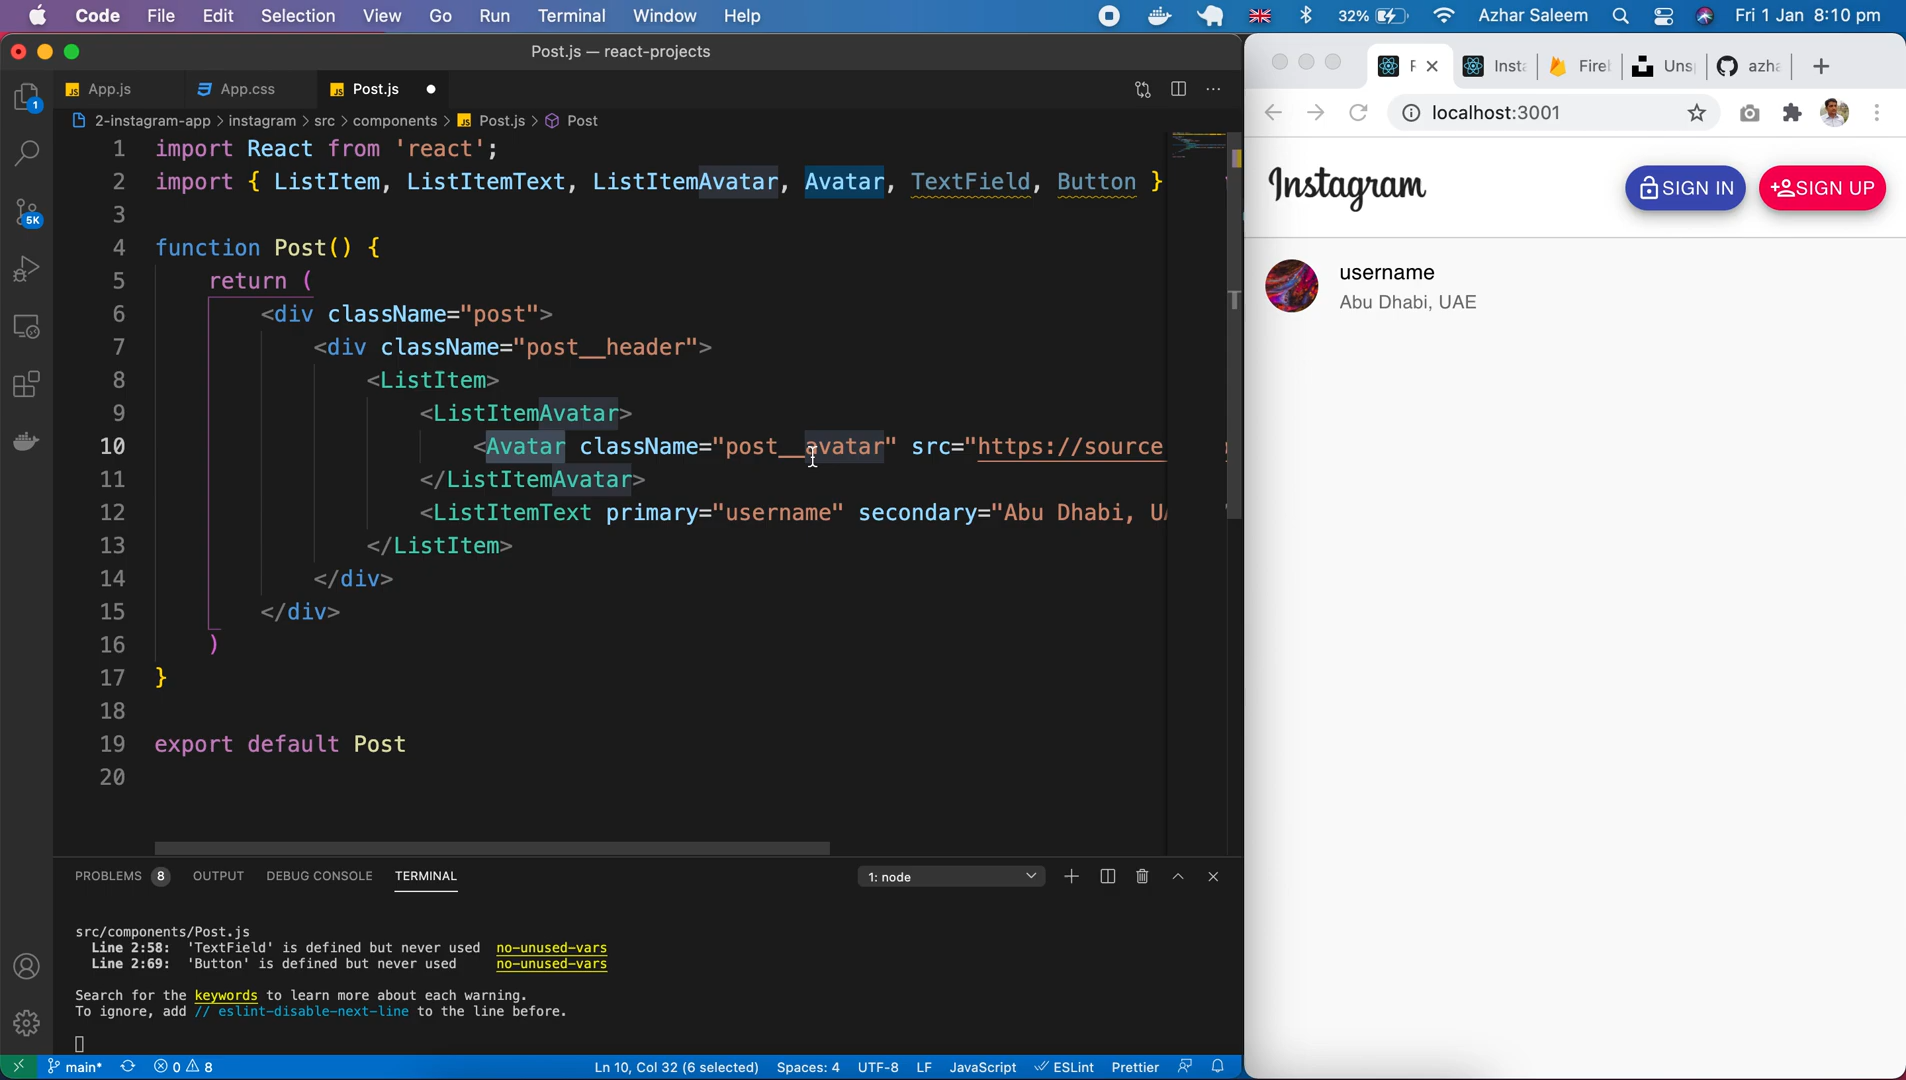 Code File Edit Selection View Go Run Terminal Window Help 32% Azhar Saleem Fri 1 Jan 8:10 pm
Post.js — react-projects
App.js App.css Post.js
2-instagram-app > instagram > src > components > Post.js > Post
1 import React from 'react';
2 import { ListItem, ListItemText, ListItemAvatar, Avatar, TextField, Button }
3
4 function Post() {
5 return (
6 <div className="post">
7 <div className="post__header">
8 <ListItem>
9 <ListItemAvatar>
10 <Avatar className="post__avatar" src="https://source
11 </ListItemAvatar>
12 <ListItemText primary="username" secondary="Abu Dhabi,
13 </ListItem>
14 </div>
15 </div>
16 )
17 }
18
19 export default Post
20
1
5K
PROBLEMS 8 OUTPUT DEBUG CONSOLE TERMINAL 1: node
src/components/Post.js
Line 2:58: 'TextField' is defined but never used no-unused-vars
Line 2:69: 'Button' is defined but never used no-unused-vars
Search for the keywords to learn more about each warning.
To ignore, add // eslint-disable-next-line to the line before.
main* 0 8 Ln 10, Col 32 (6 selected) Spaces: 4 UTF-8 LF JavaScript ESLint Prettier
Insta Firel Uns azha
localhost:3001
Instagram SIGN IN SIGN UP
username
Abu Dhabi, UAE